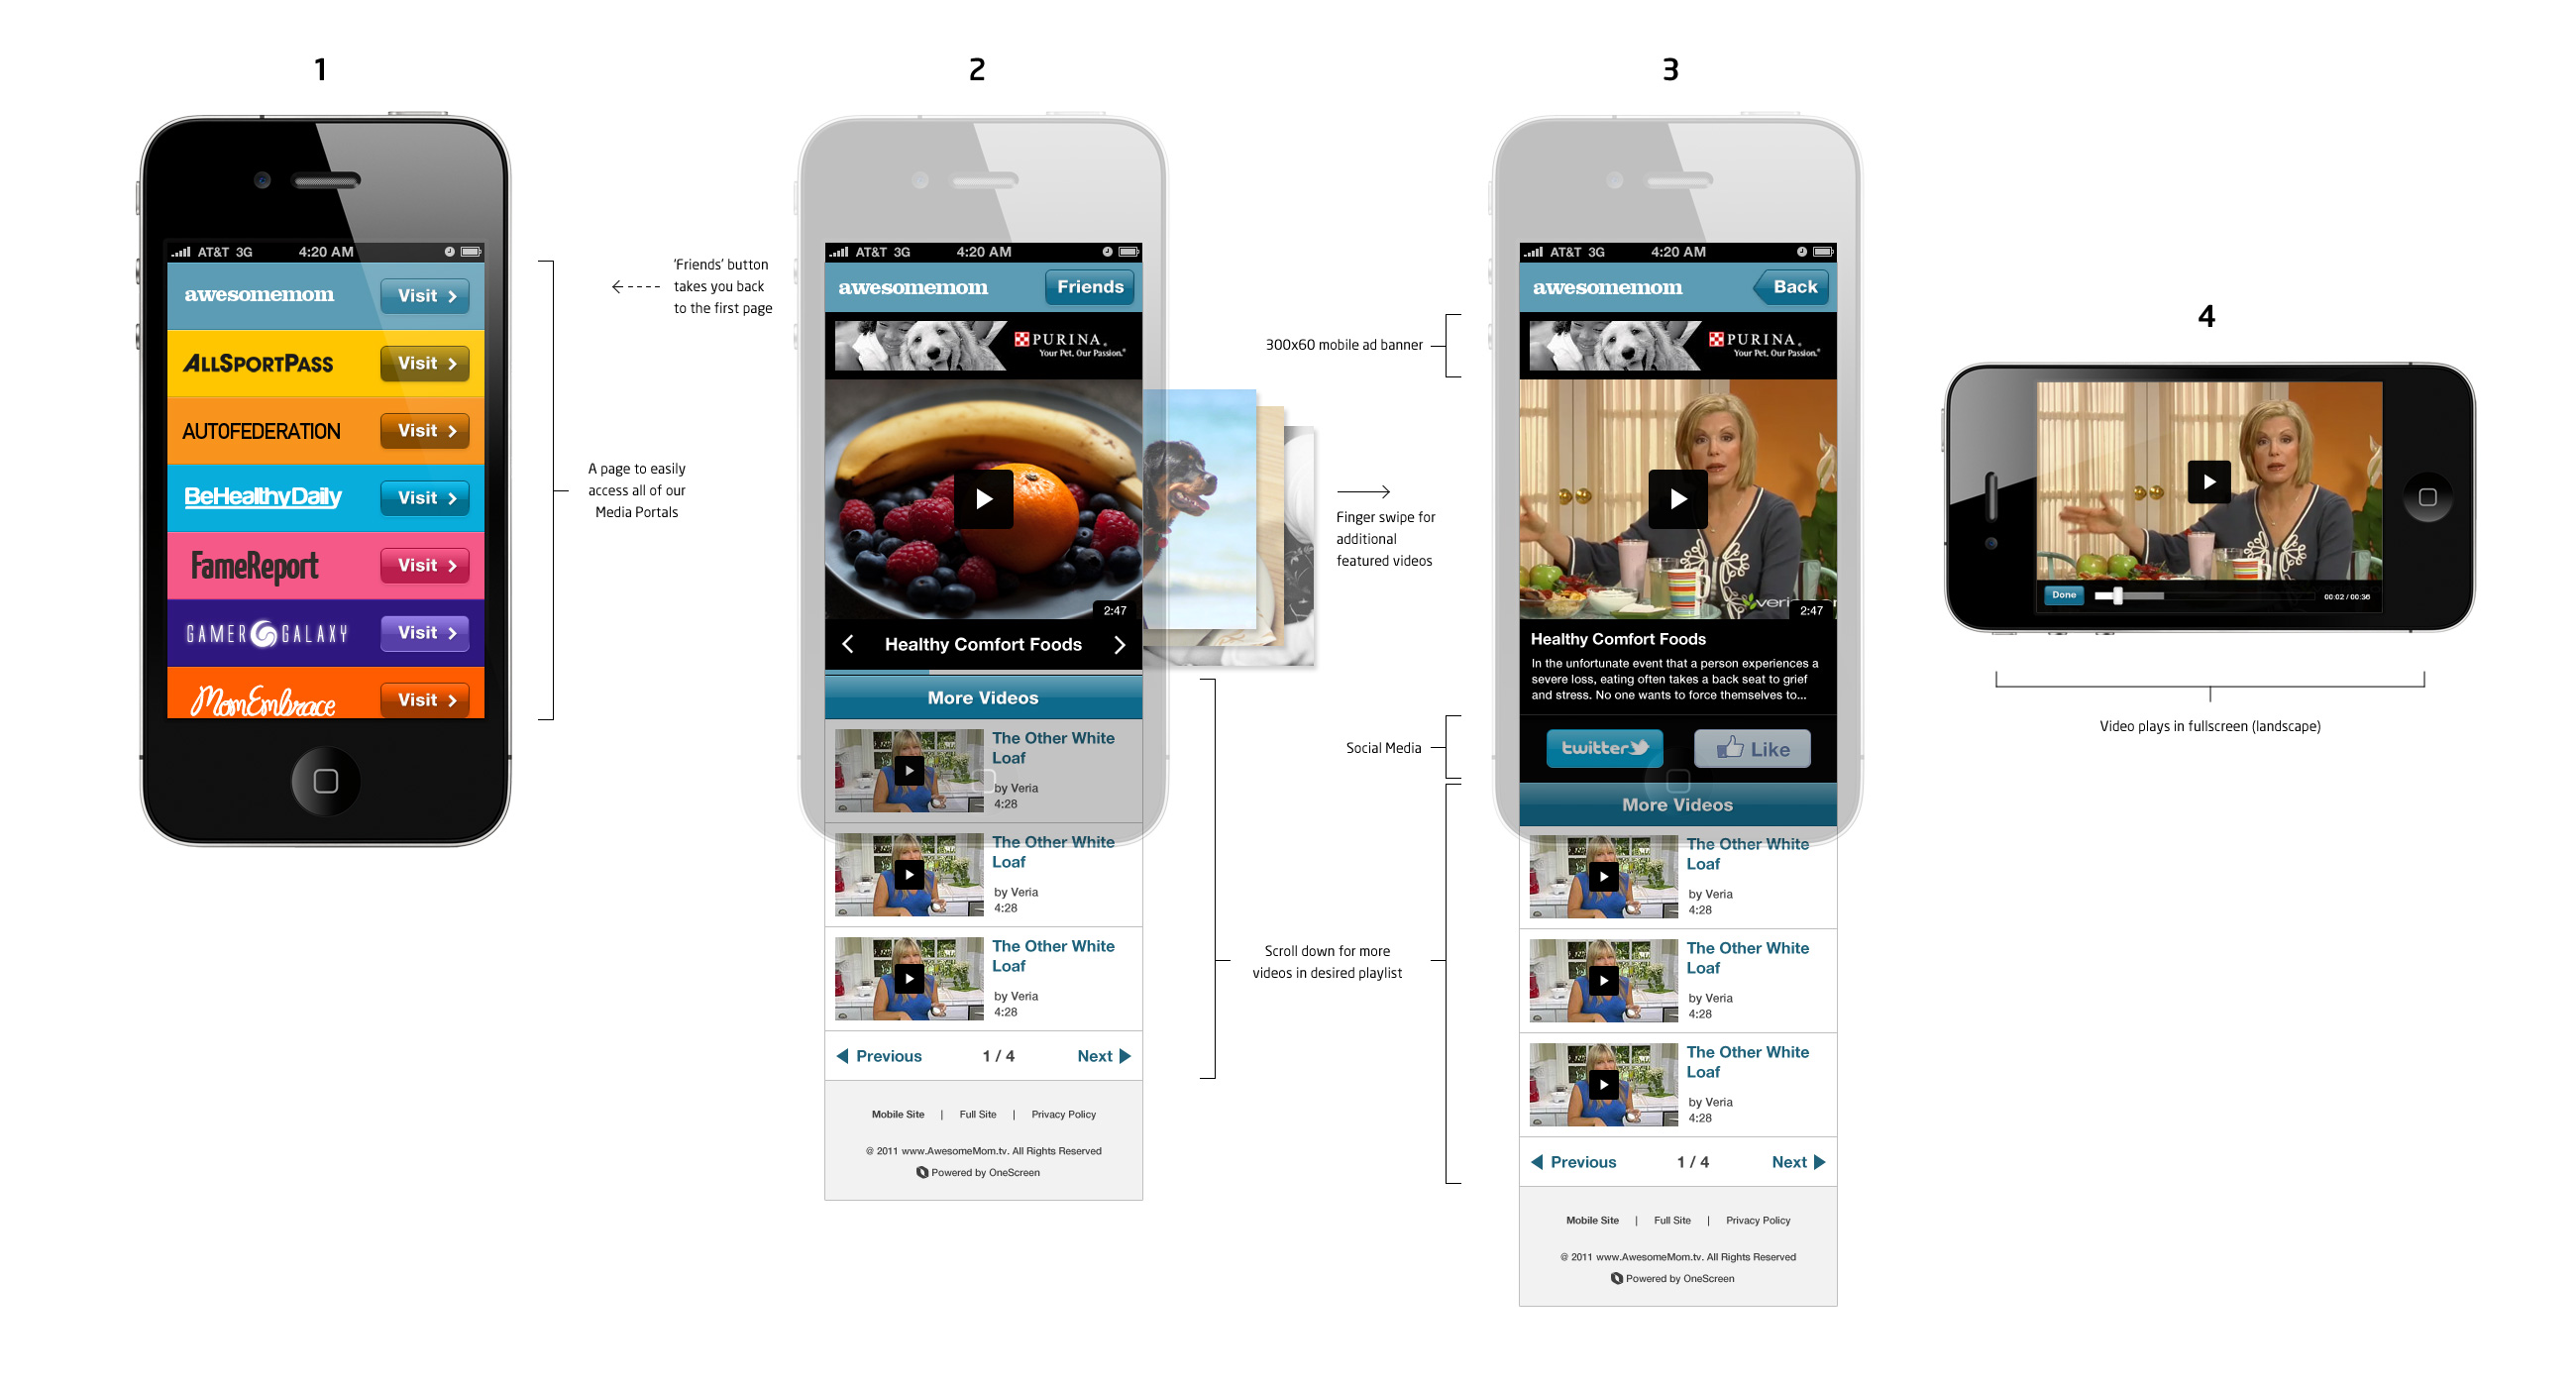 1
AT&T 3G 4:20 AM
awesomemom Visit
ALLSPORTPASS Visit
AUTOFEDERATION Visit
BeHealthyDaily Visit
FameReport Visit
GAMER GALAXY Visit
MomEmbrace Visit
A page to easily
access all of our
Media Portals
'Friends' button
takes you back
to the first page
2
AT&T 3G 4:20 AM
awesomemom Friends
PURINA®
Your Pet, Our Passion.®
2:47
Healthy Comfort Foods
More Videos
The Other White
Loaf
by Veria
4:28
The Other White
Loaf
by Veria
4:28
The Other White
Loaf
by Veria
4:28
Previous 1 / 4 Next
Mobile Site | Full Site | Privacy Policy
@ 2011 www.AwesomeMom.tv. All Rights Reserved
Powered by OneScreen
Finger swipe for
additional
featured videos
300x60 mobile ad banner
Social Media
Scroll down for more
videos in desired playlist
3
AT&T 3G 4:20 AM
awesomemom Back
PURINA®
Your Pet, Our Passion.®
veri
2:47
Healthy Comfort Foods
In the unfortunate event that a person experiences a
severe loss, eating often takes a back seat to grief
and stress. No one wants to force themselves to...
twitter Like
More Videos
The Other White
Loaf
by Veria
4:28
The Other White
Loaf
by Veria
4:28
The Other White
Loaf
by Veria
4:28
Previous 1 / 4 Next
Mobile Site | Full Site | Privacy Policy
@ 2011 www.AwesomeMom.tv. All Rights Reserved
Powered by OneScreen
4
Done 00:02 / 00:36
Video plays in fullscreen (landscape)